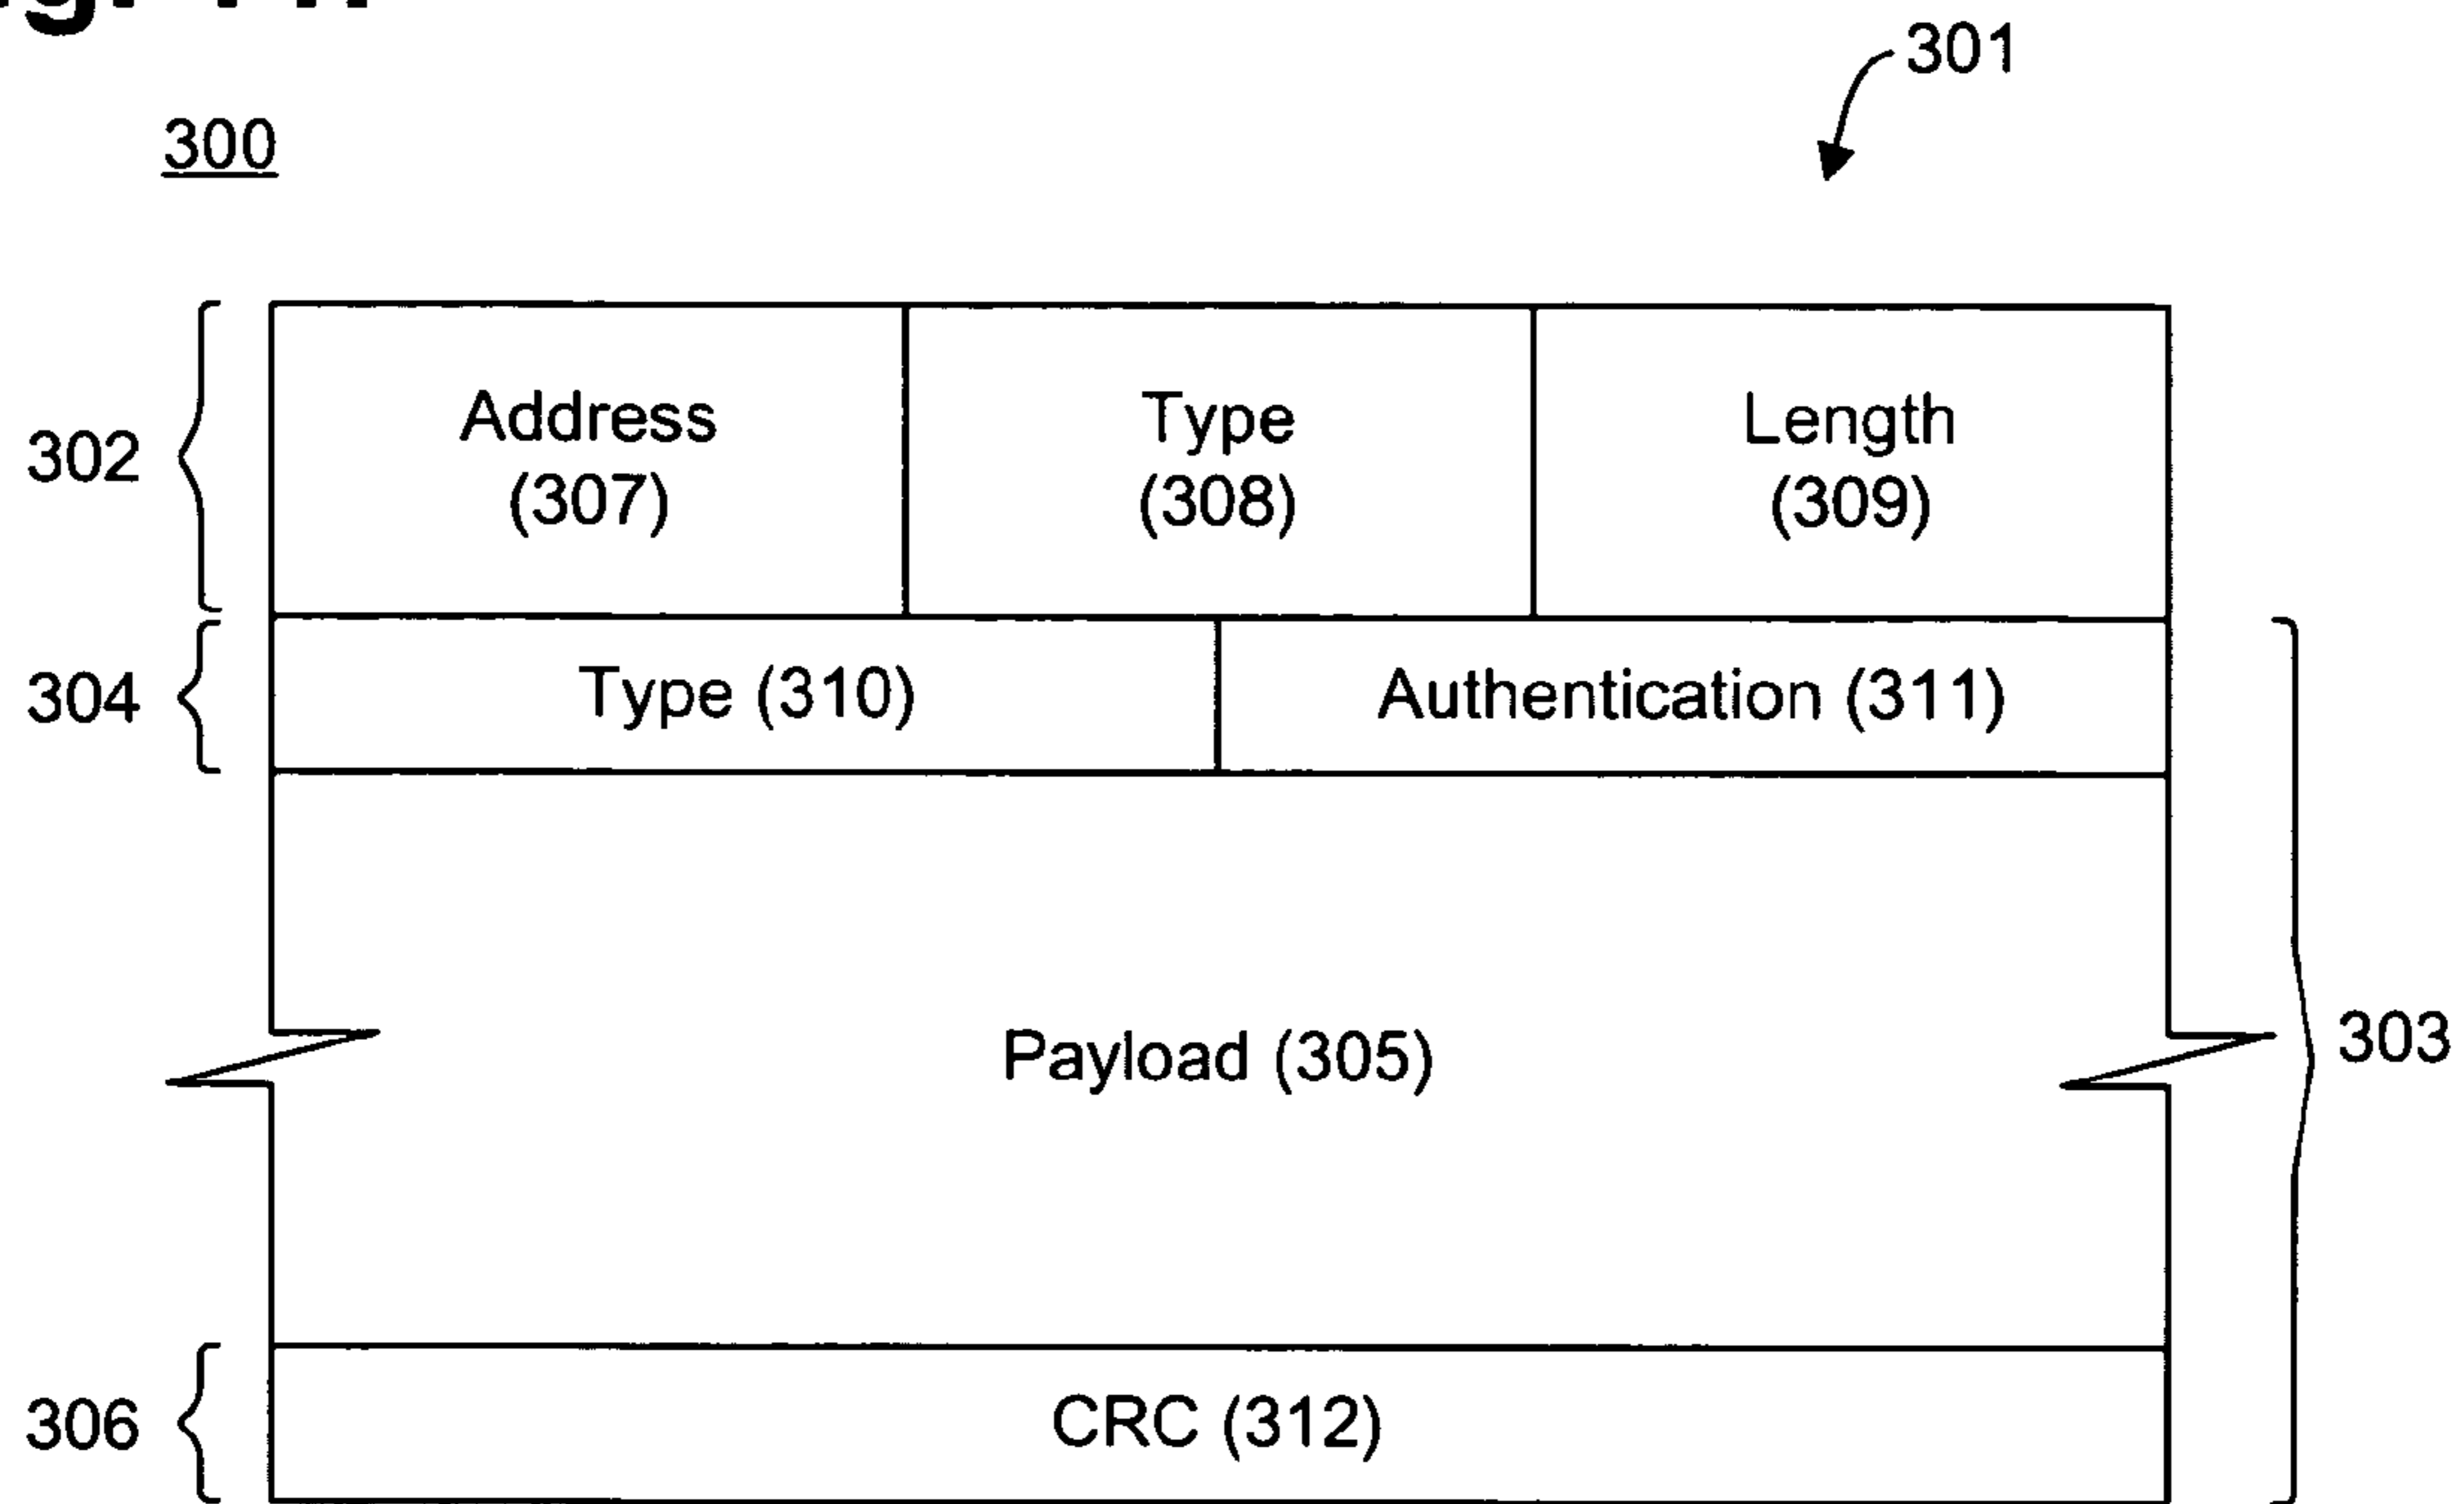 301
300
302
Address
(307)
Type
(308)
Length
(309)
304
Type (310)
Authentication (311)
Payload (305)
303
306
CRC (312)